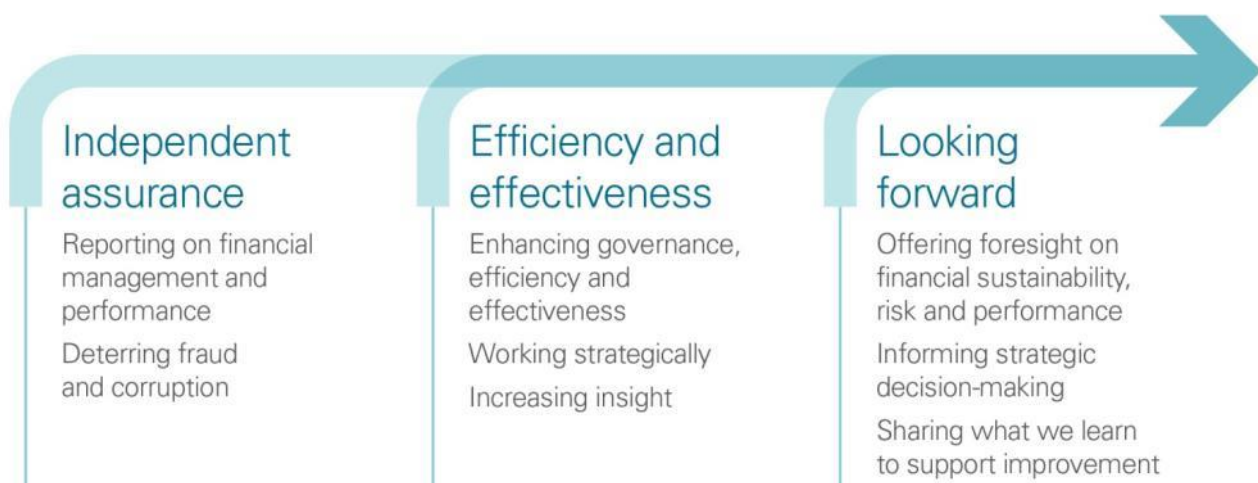 Independent
assurance
Reporting on financial
management and
performance
Deterring fraud
and corruption
Efficiency and
effectiveness
Enhancing governance,
efficiency and
effectiveness
Working strategically
Increasing insight
Looking
forward
Offering foresight on
financial sustainability,
risk and performance
Informing strategic
decision-making
Sharing what we learn
to support improvement